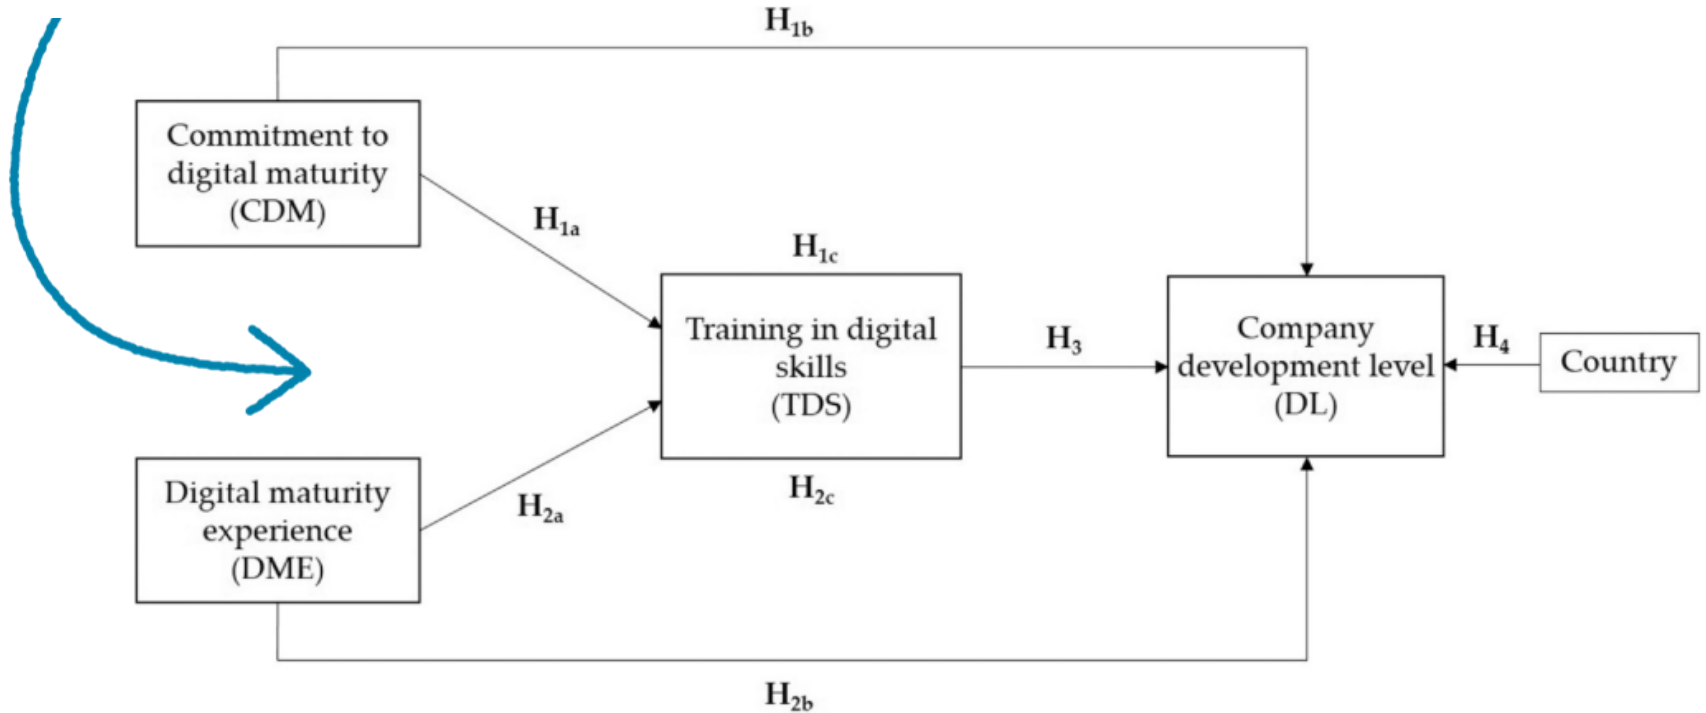 H1b
Commitment to
digital maturity
(CDM)
H1a
H1c
Training in digital
skills
(TDS)
H3
Company
development level
(DL)
H4
Country
Digital maturity
experience
(DME)
H2a
H2c
H2b